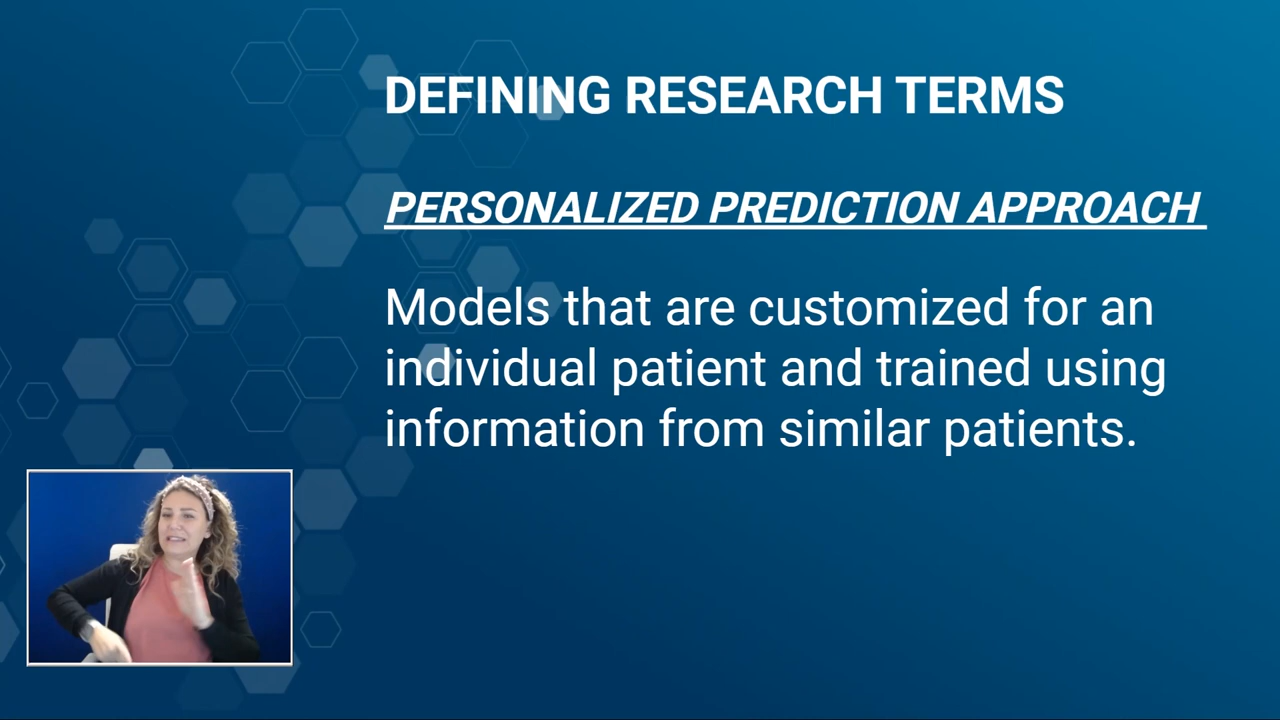 DEFINING RESEARCH TERMS
PERSONALIZED PREDICTION APPROACH
Models that are customized for an
individual patient and trained using
information from similar patients.